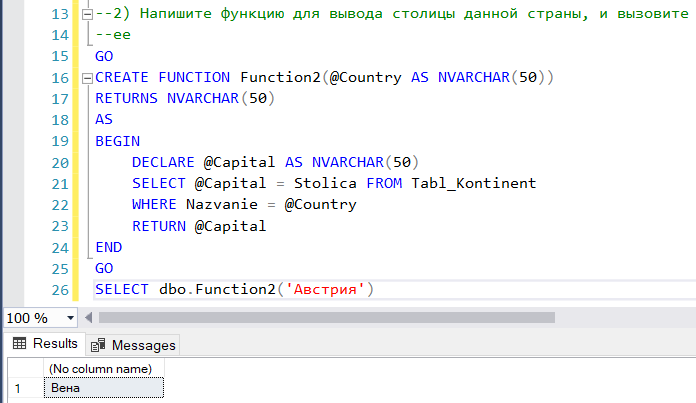 13 --2) Напишите функцию для вывода столицы данной страны, и вызовите
14 --ее
15 GO
16 CREATE FUNCTION Function2(@Country AS NVARCHAR(50))
17 RETURNS NVARCHAR(50)
18 AS
19 BEGIN
20 DECLARE @Capital AS NVARCHAR(50)
21 SELECT @Capital = Stolica FROM Tabl_Kontinent
22 WHERE Nazvanie = @Country
23 RETURN @Capital
24 END
25 GO
26 SELECT dbo.Function2('Австрия')
100 %
Results Messages
(No column name)
1 Вена